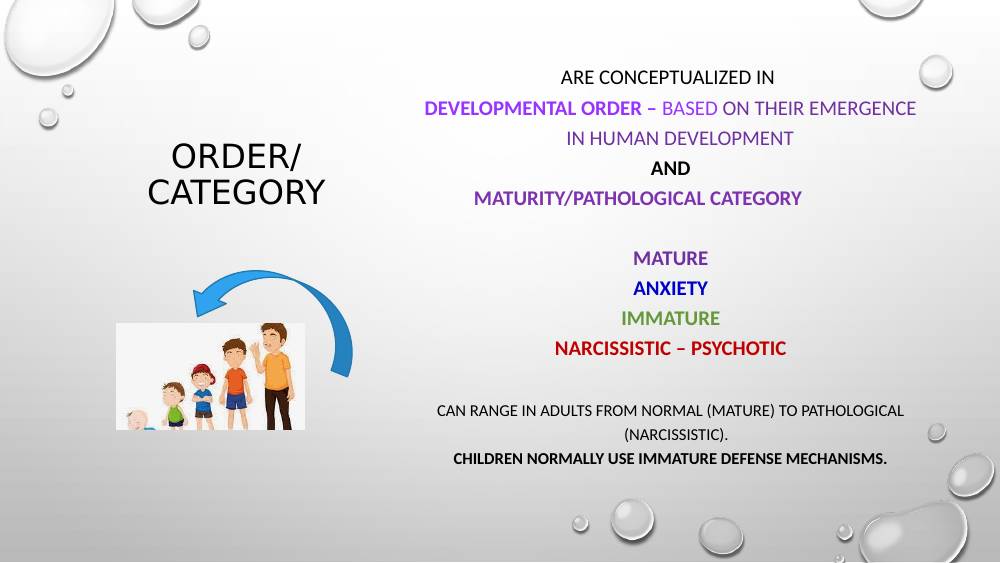 ORDER/
CATEGORY
ARE CONCEPTUALIZED IN
DEVELOPMENTAL ORDER – BASED ON THEIR EMERGENCE
IN HUMAN DEVELOPMENT
AND
MATURITY/PATHOLOGICAL CATEGORY
MATURE
ANXIETY
IMMATURE
NARCISSISTIC – PSYCHOTIC
CAN RANGE IN ADULTS FROM NORMAL (MATURE) TO PATHOLOGICAL
(NARCISSISTIC).
CHILDREN NORMALLY USE IMMATURE DEFENSE MECHANISMS.